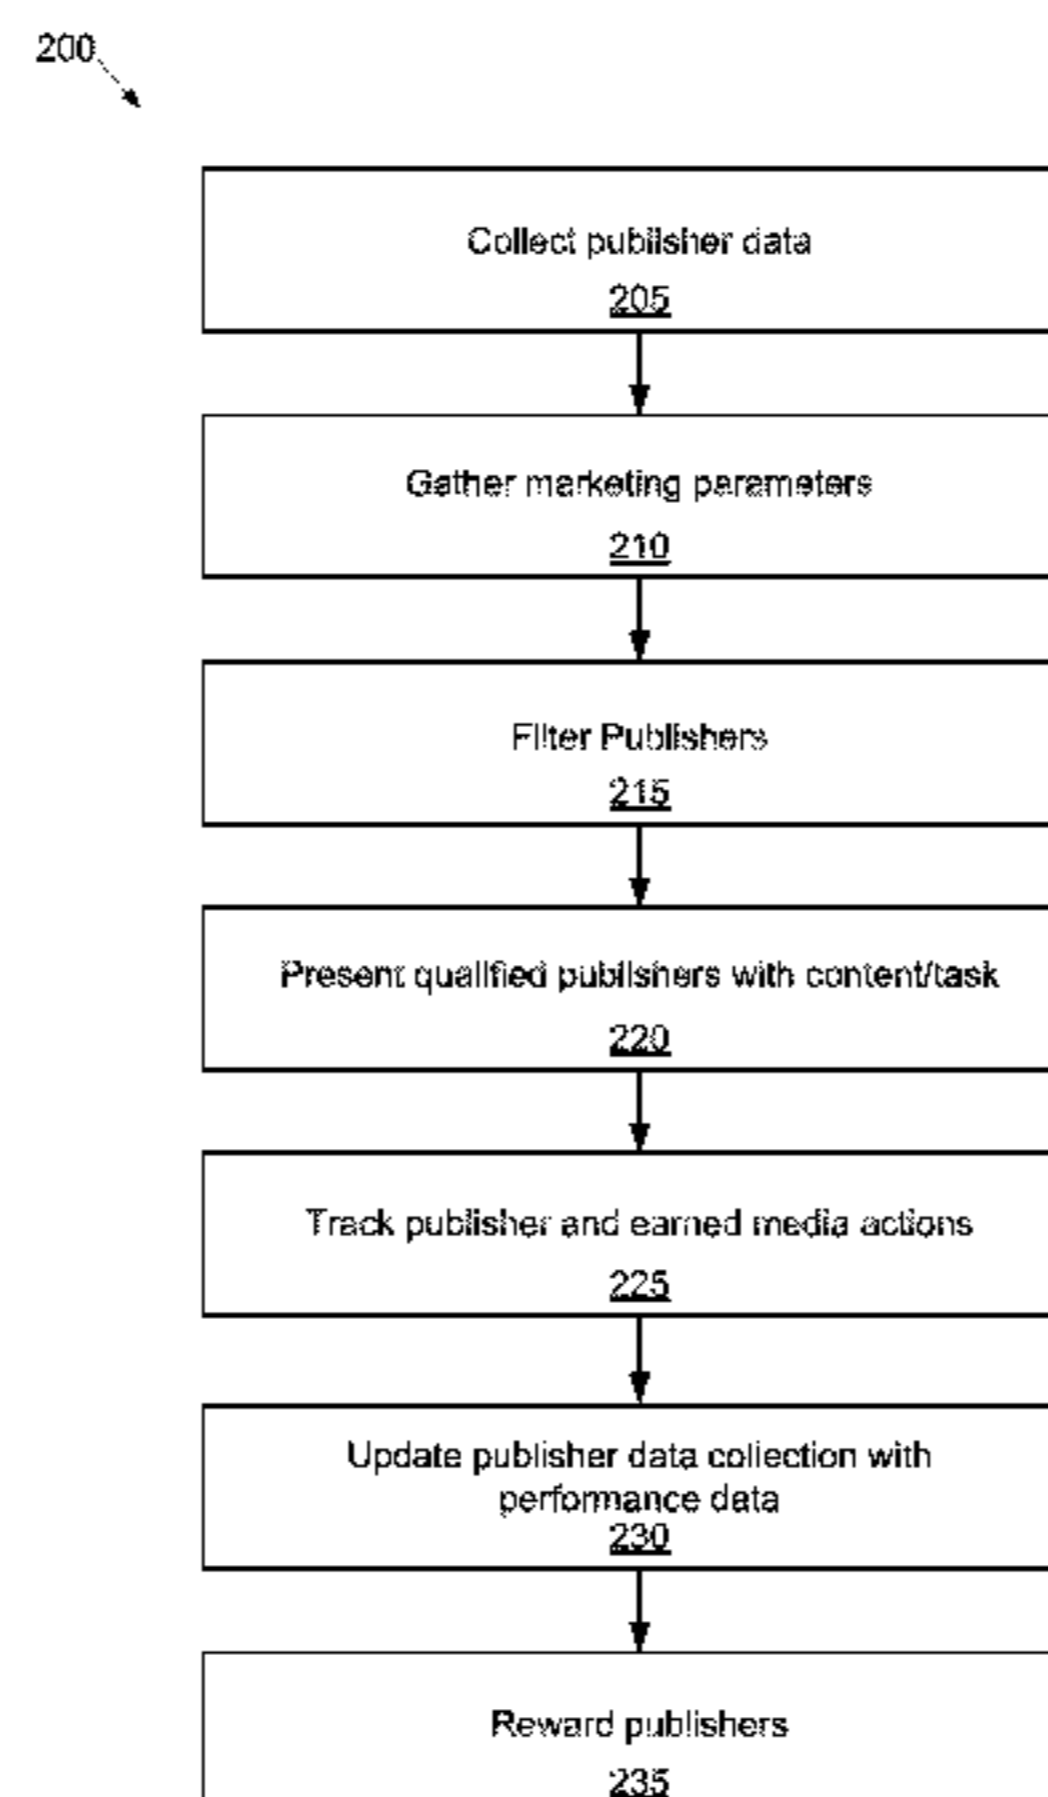 200
Collect publisher data
205
Gather marketing parameters
210
Filter Publishers
215
Present qualified publishers with content/task
220
Track publisher and earned media actions
225
Update publisher data collection with
performance data
230
Reward publishers
235